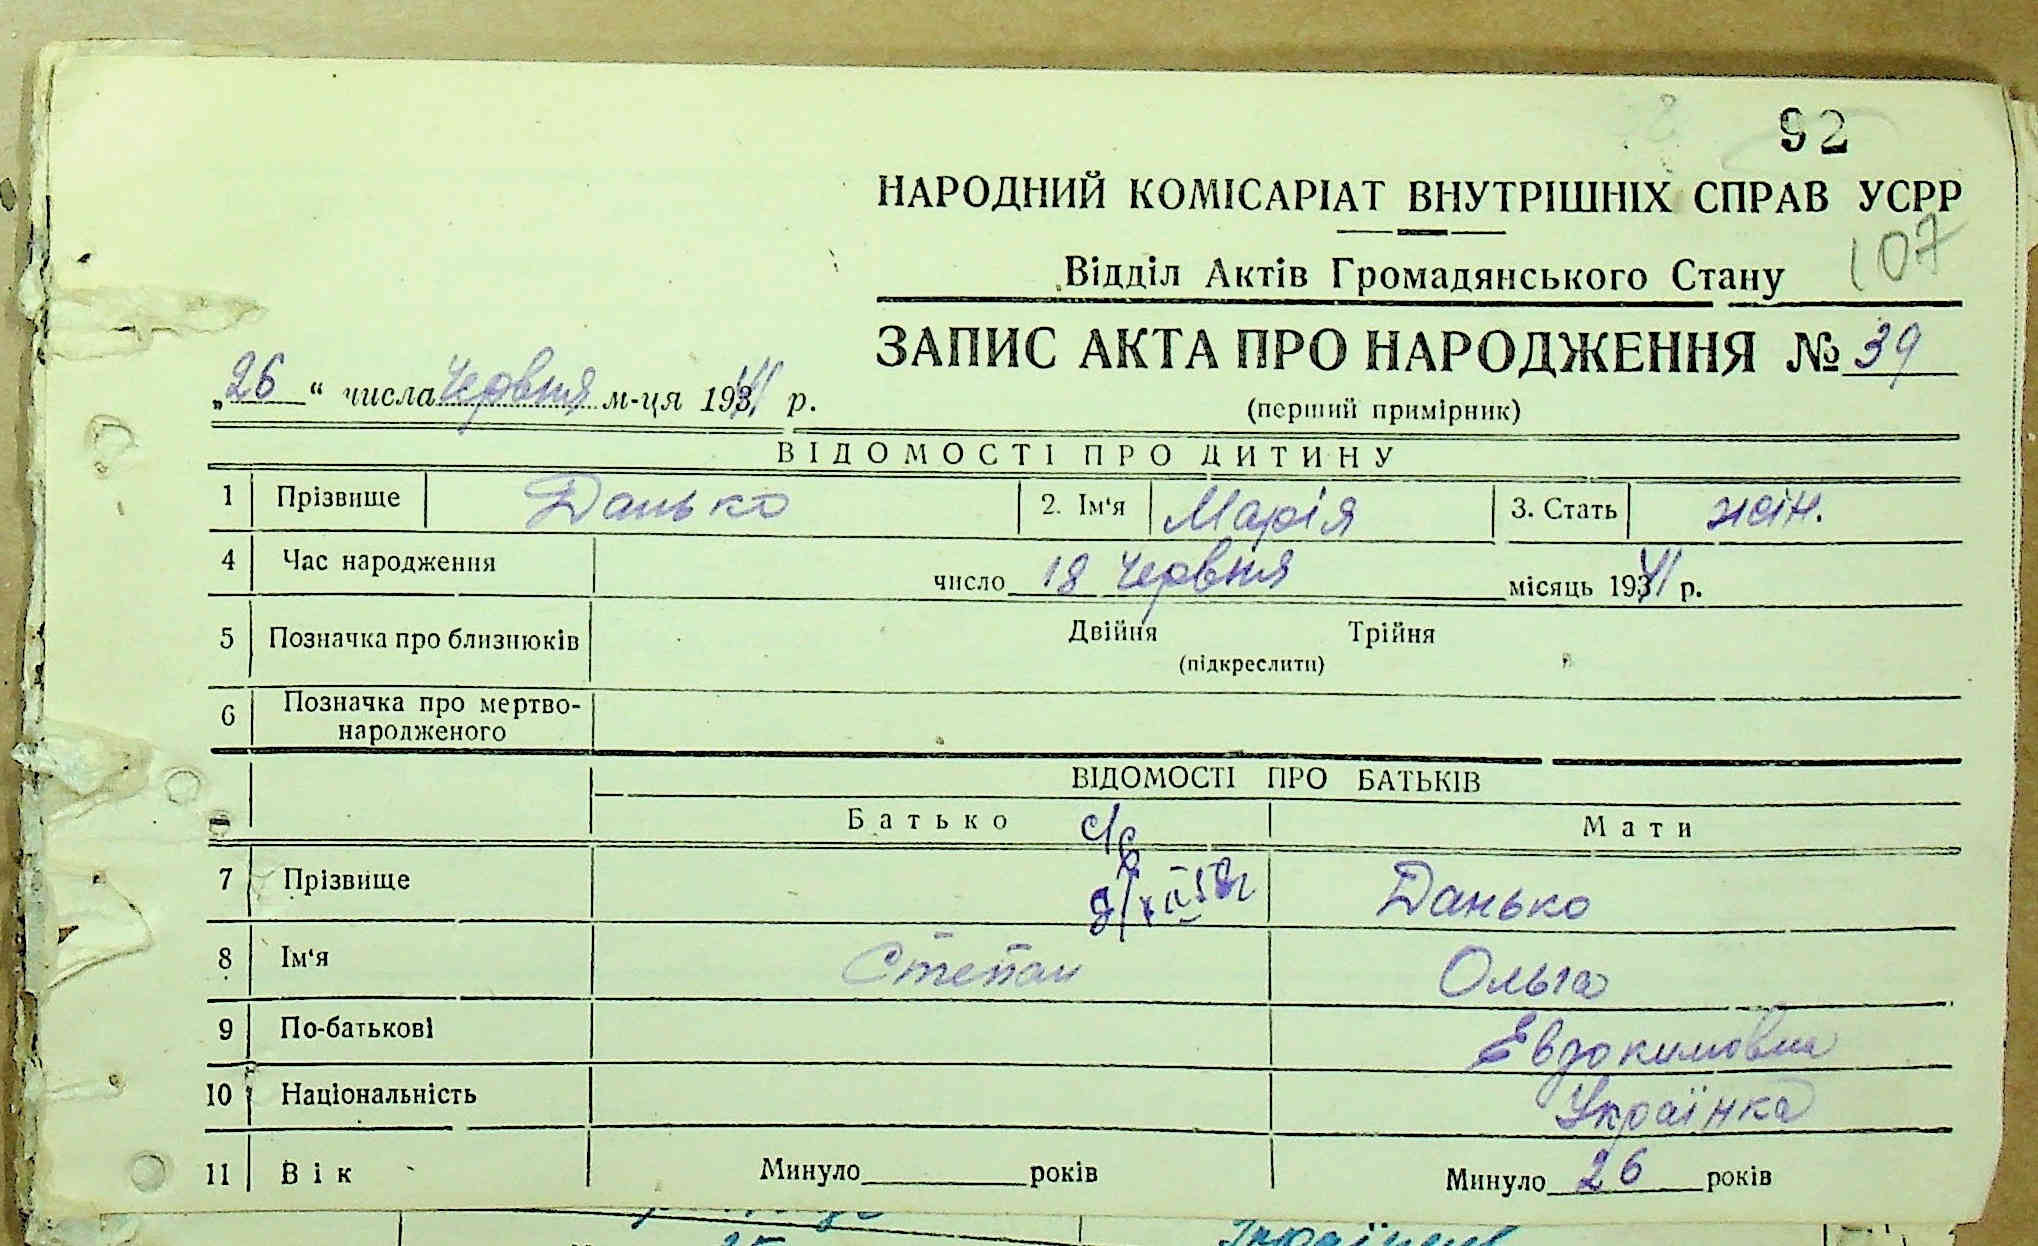 92
НАРОДНИЙ КОМІСАРІАТ ВНУТРІШНІХ СПРАВ УСРР
107
Відділ Актів Громадянського Стану
ЗАПИС АКТА ПРО НАРОДЖЕННЯ № 39
„26“ числа Червня м-ця 1941 р.
(перший примірник)
ВІДОМОСТІ ПРО ДИТИНУ
1 Прізвище Данько 2. Ім'я Марія 3. Стать жін.
4 Час народження число 18 Червня місяць 1941 р.
5 Позначка про близнюків Двійня Трійня
(підкреслити)
6 Позначка про мертво-
народженого
ВІДОМОСТІ ПРО БАТЬКІВ
Батько Мати
7 Прізвище Данько
8 Ім'я Степан Ольга
9 По-батькові Евдокимовна
10 Національність Українка
11 Вік Минуло років Минуло 26 років